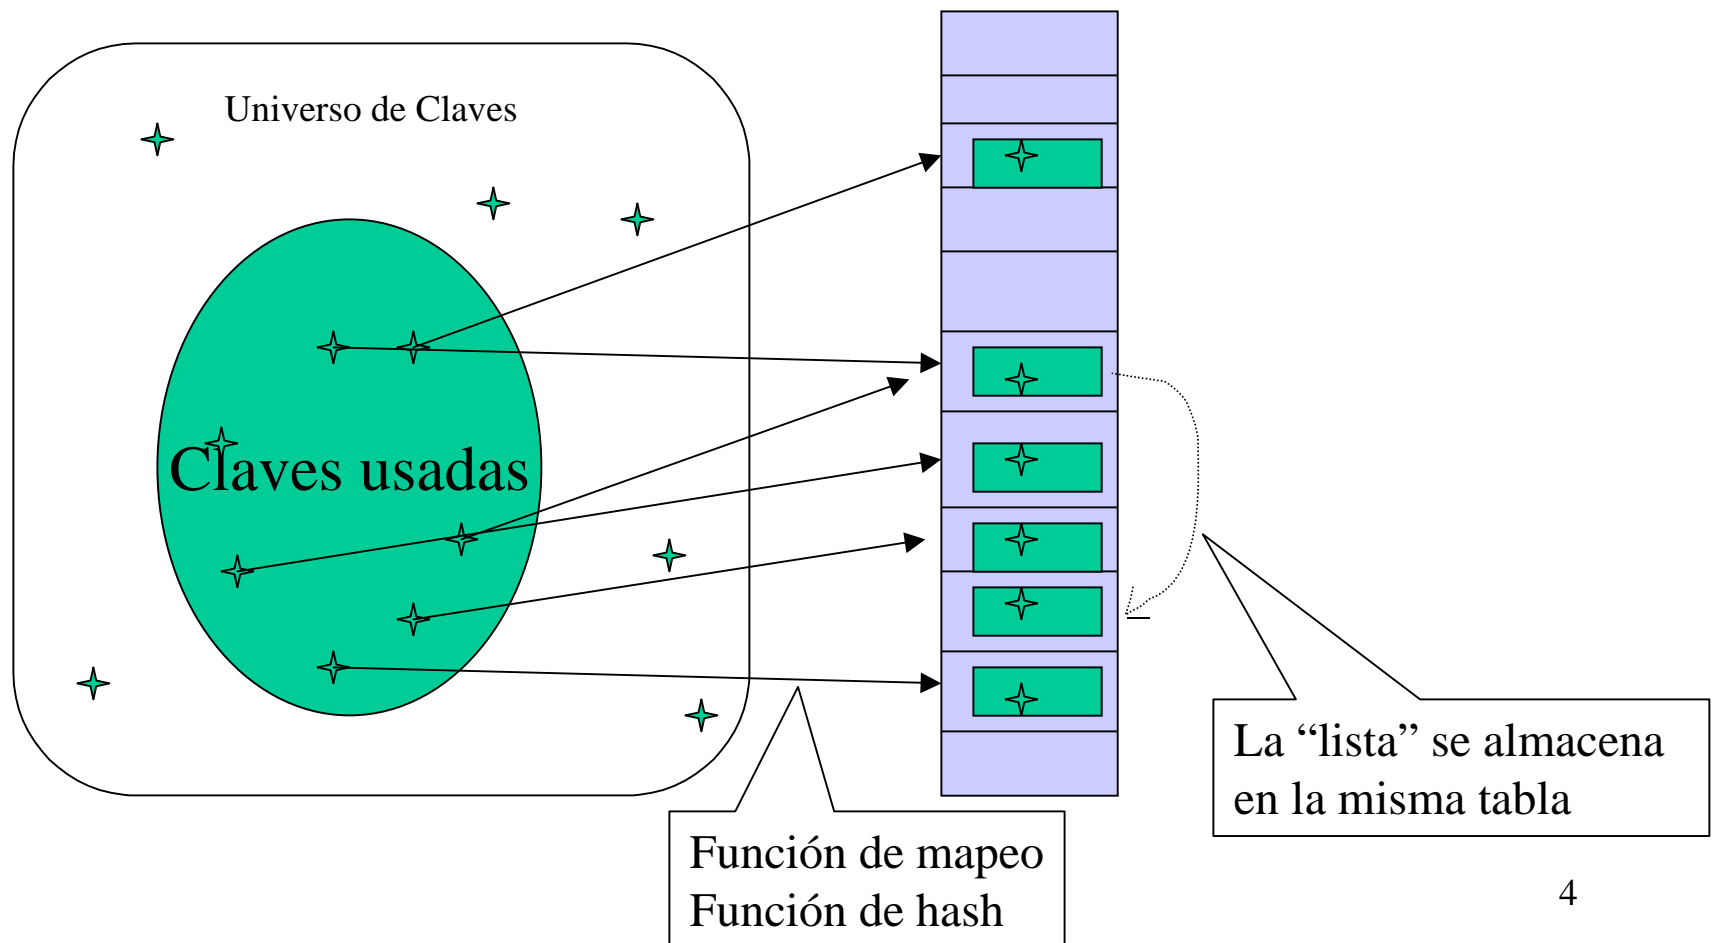 Universo de Claves
Claves usadas
La “lista” se almacena
en la misma tabla
Función de mapeo
Función de hash
4